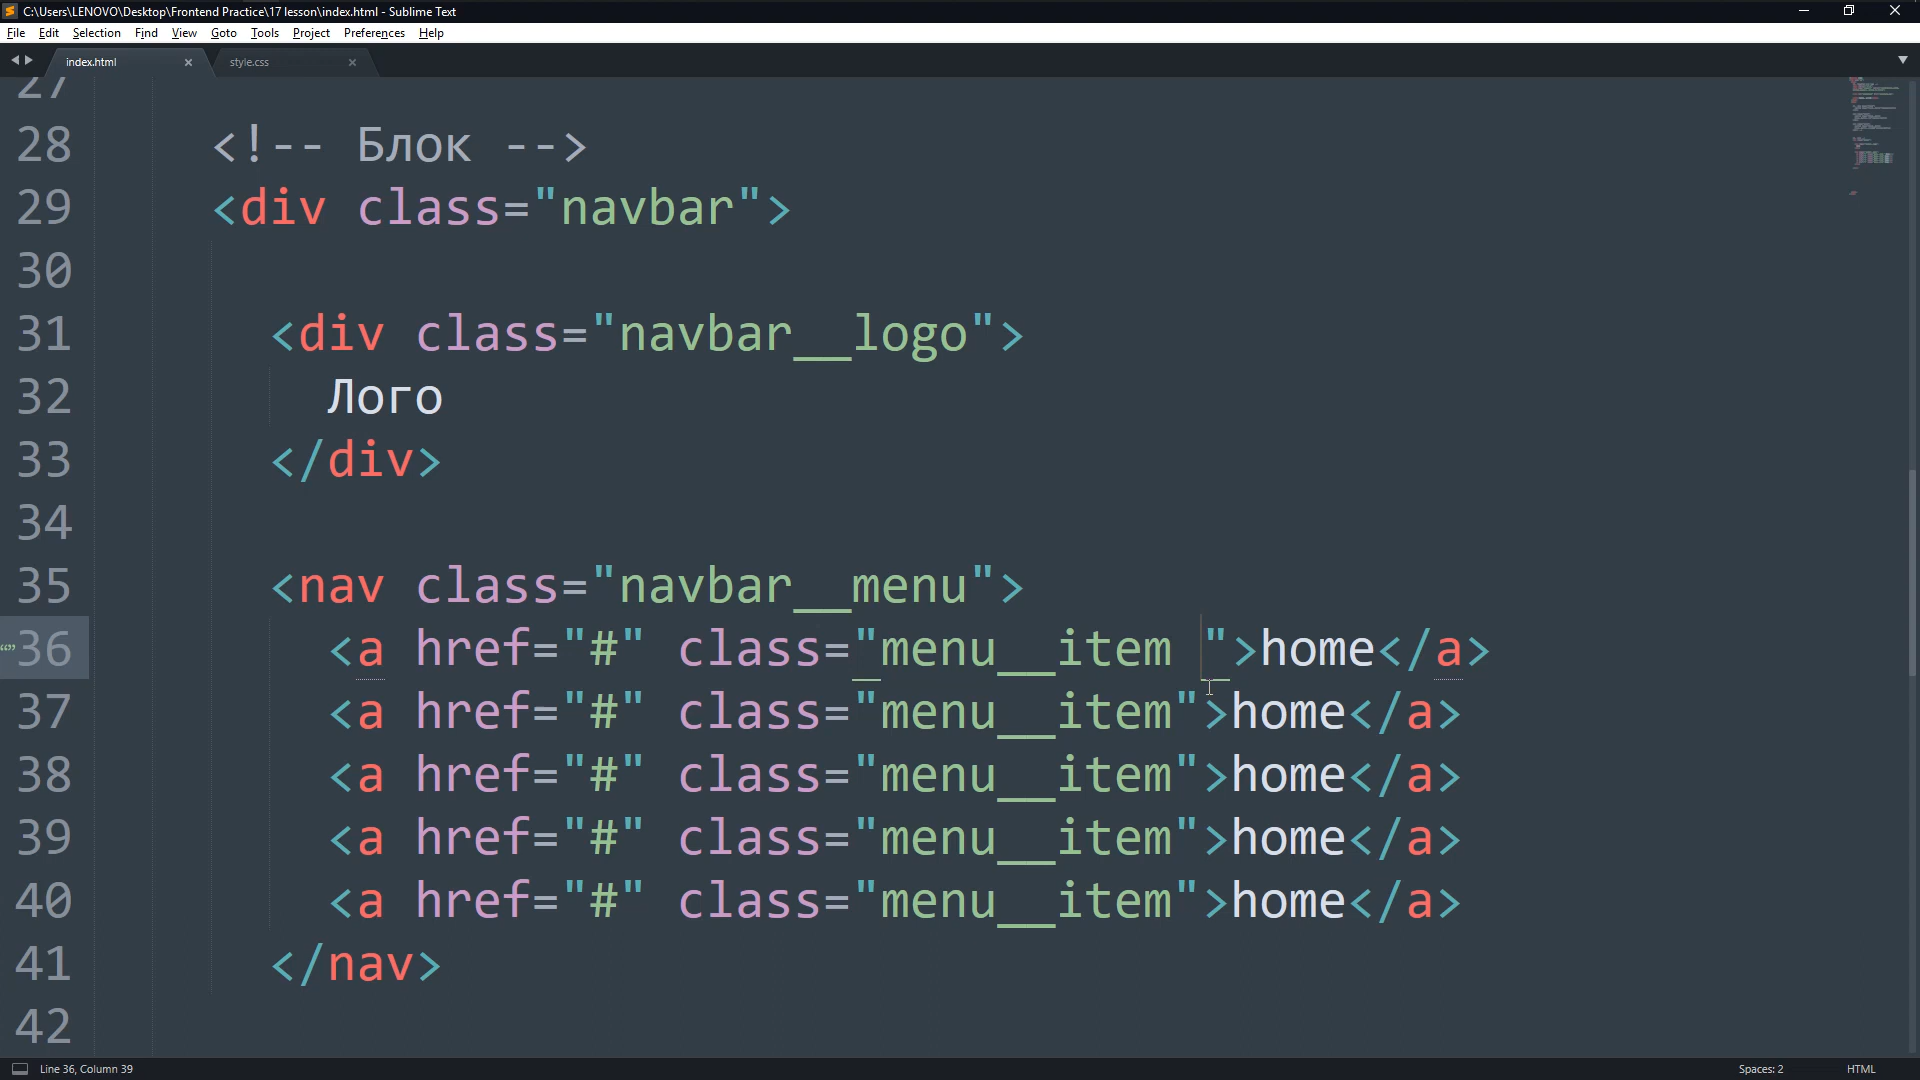 C:\Users\LENOVO\Desktop\Frontend Practice\17 lesson\index.html - Sublime Text
File Edit Selection Find View Goto Tools Project Preferences Help
index.html style.css
27
28 <!-- Блок -->
29 <div class="navbar">
30
31 <div class="navbar__logo">
32 Лого
33 </div>
34
35 <nav class="navbar__menu">
36 <a href="#" class="menu__item ">home</a>
37 <a href="#" class="menu__item">home</a>
38 <a href="#" class="menu__item">home</a>
39 <a href="#" class="menu__item">home</a>
40 <a href="#" class="menu__item">home</a>
41 </nav>
42
Line 36, Column 39 Spaces: 2 HTML